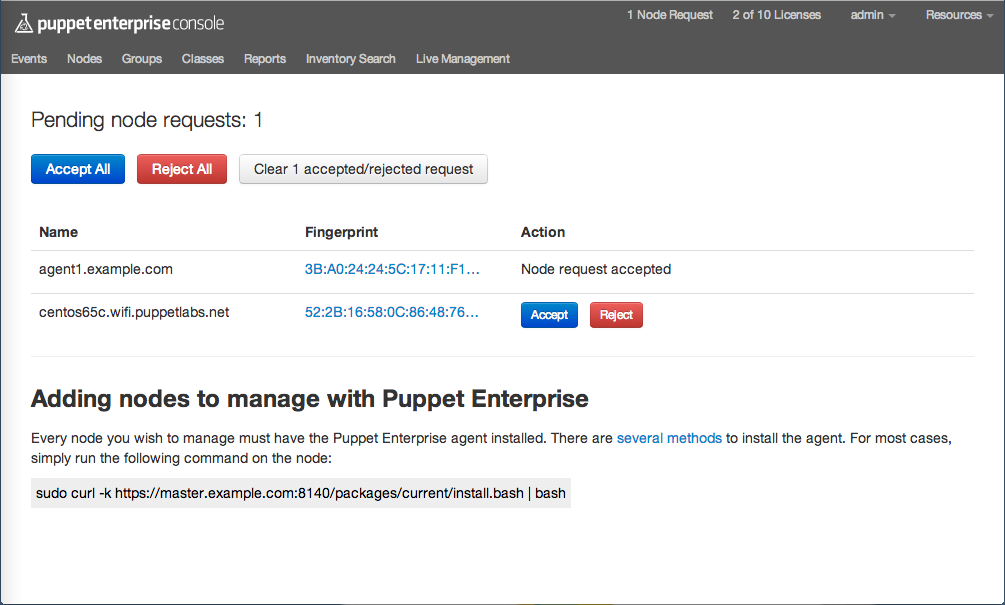 puppet enterprise console
1 Node Request 2 of 10 Licenses admin Resources
Events Nodes Groups Classes Reports Inventory Search Live Management
Pending node requests: 1
Accept All Reject All Clear 1 accepted/rejected request
Name Fingerprint Action
agent1.example.com 3B:A0:24:24:5C:17:11:F1... Node request accepted
centos65c.wifi.puppetlabs.net 52:2B:16:58:0C:86:48:76... Accept Reject
Adding nodes to manage with Puppet Enterprise
Every node you wish to manage must have the Puppet Enterprise agent installed. There are several methods to install the agent. For most cases,
simply run the following command on the node:
sudo curl -k https://master.example.com:8140/packages/current/install.bash | bash